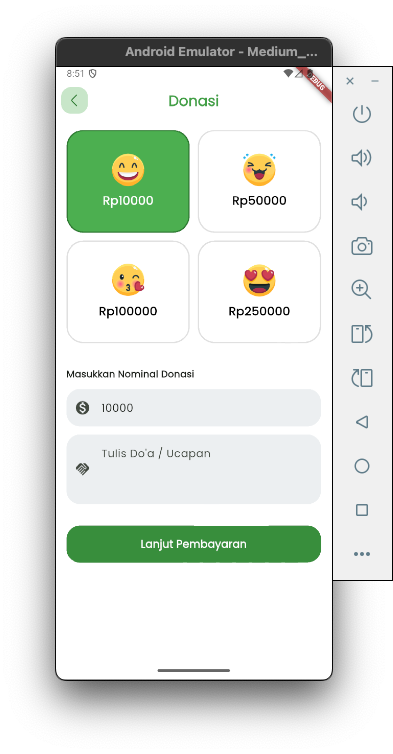 Android Emulator - Medium_...
8:51
DEBUG
Donasi
Rp10000
Rp50000
Rp100000
Rp250000
Masukkan Nominal Donasi
10000
Tulis Do'a / Ucapan
Lanjut Pembayaran